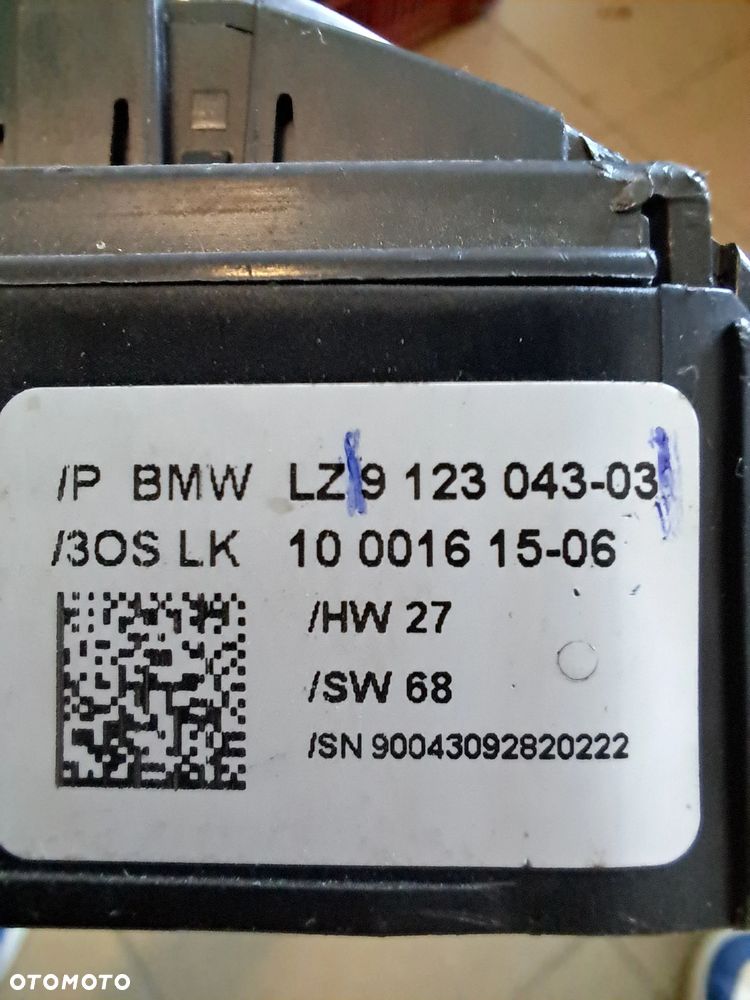 /P BMW LZ 9 123 043-03
/3OS LK 10 0016 15-06
/HW 27
/SW 68
/SN 90043092820222
OTOMOTO